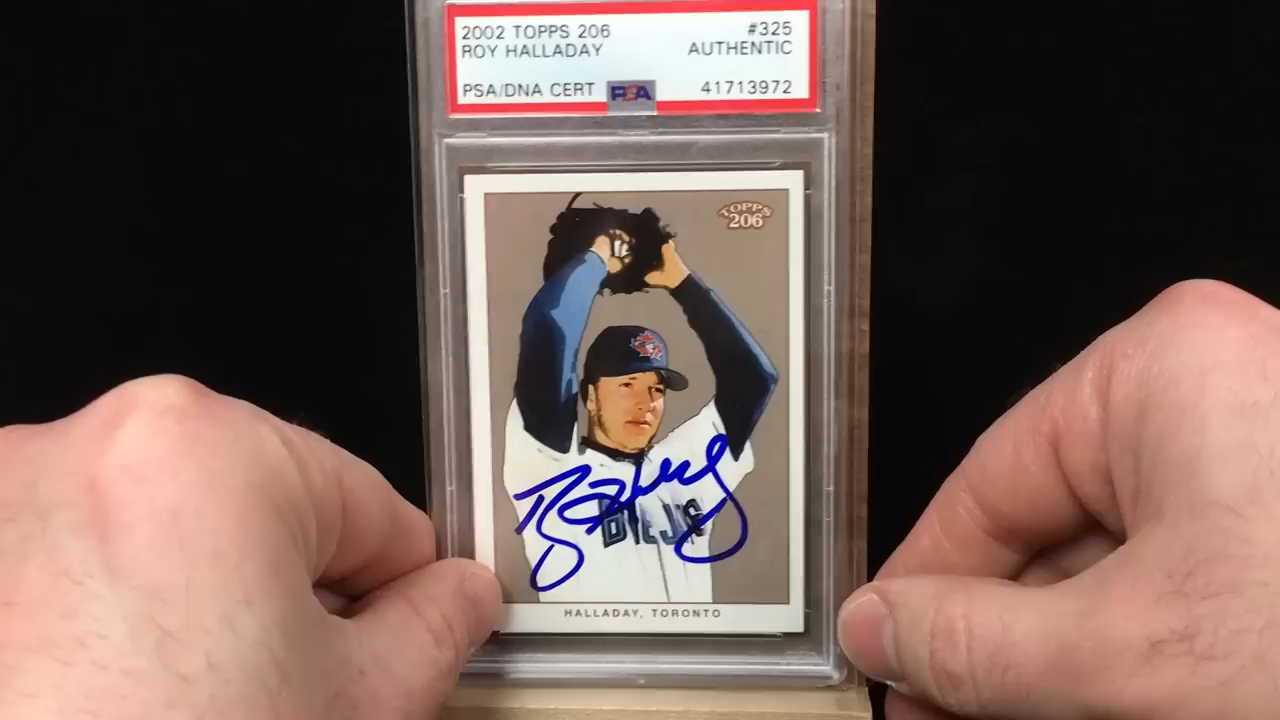 2002 TOPPS 206 #325
ROY HALLADAY AUTHENTIC
PSA/DNA CERT PSA 41713972
TOPPS
206
HALLADAY, TORONTO